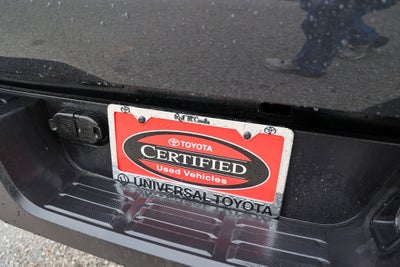 TOYOTA
CERTIFIED
Used Vehicles
UNIVERSAL TOYOTA